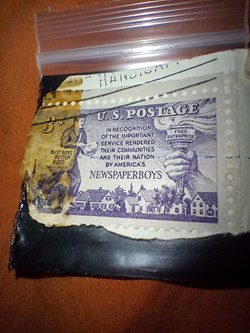 HANDICAP
3¢
U.S. POSTAGE
IN RECOGNITION
OF THE IMPORTANT
SERVICE RENDERED
THEIR COMMUNITIES
AND THEIR NATION
BY AMERICA'S
NEWSPAPERBOYS
FREE
ENTERPRISE
BUSY BOYS
BETTER
BOYS